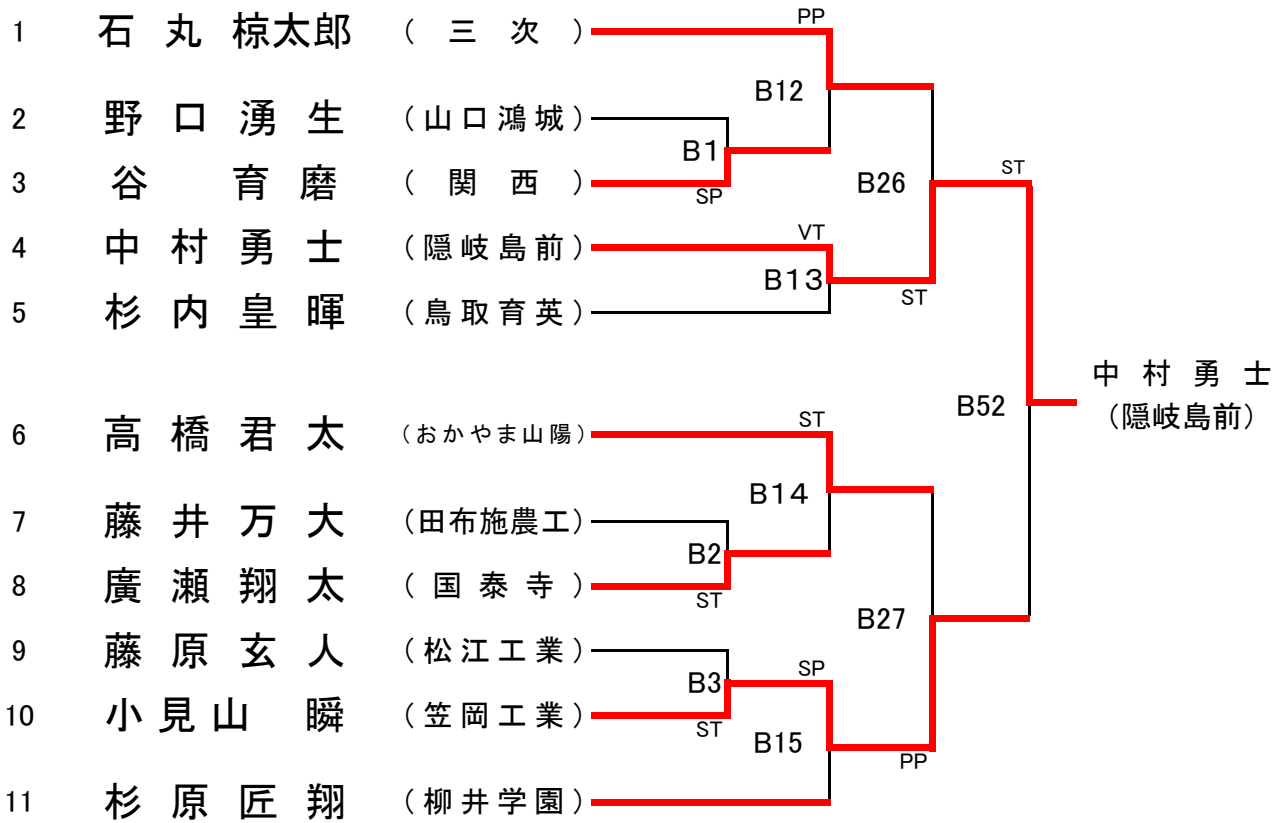 PP
1 石丸椋太郎 (三次)
B12
2 野口湧生 (山口鴻城)
B1
3 谷育磨 (関西)
SP
B26
ST
4 中村勇士 (隠岐島前)
VT
B13
ST
5 杉内皇暉 (鳥取育英)
中村勇士
(隠岐島前)
B52
6 高橋君太 (おかやま山陽)
ST
B14
7 藤井万大 (田布施農工)
B2
8 廣瀬翔太 (国泰寺)
ST
B27
9 藤原玄人 (松江工業)
SP
B3
10 小見山瞬 (笠岡工業)
ST
B15
PP
11 杉原匠翔 (柳井学園)